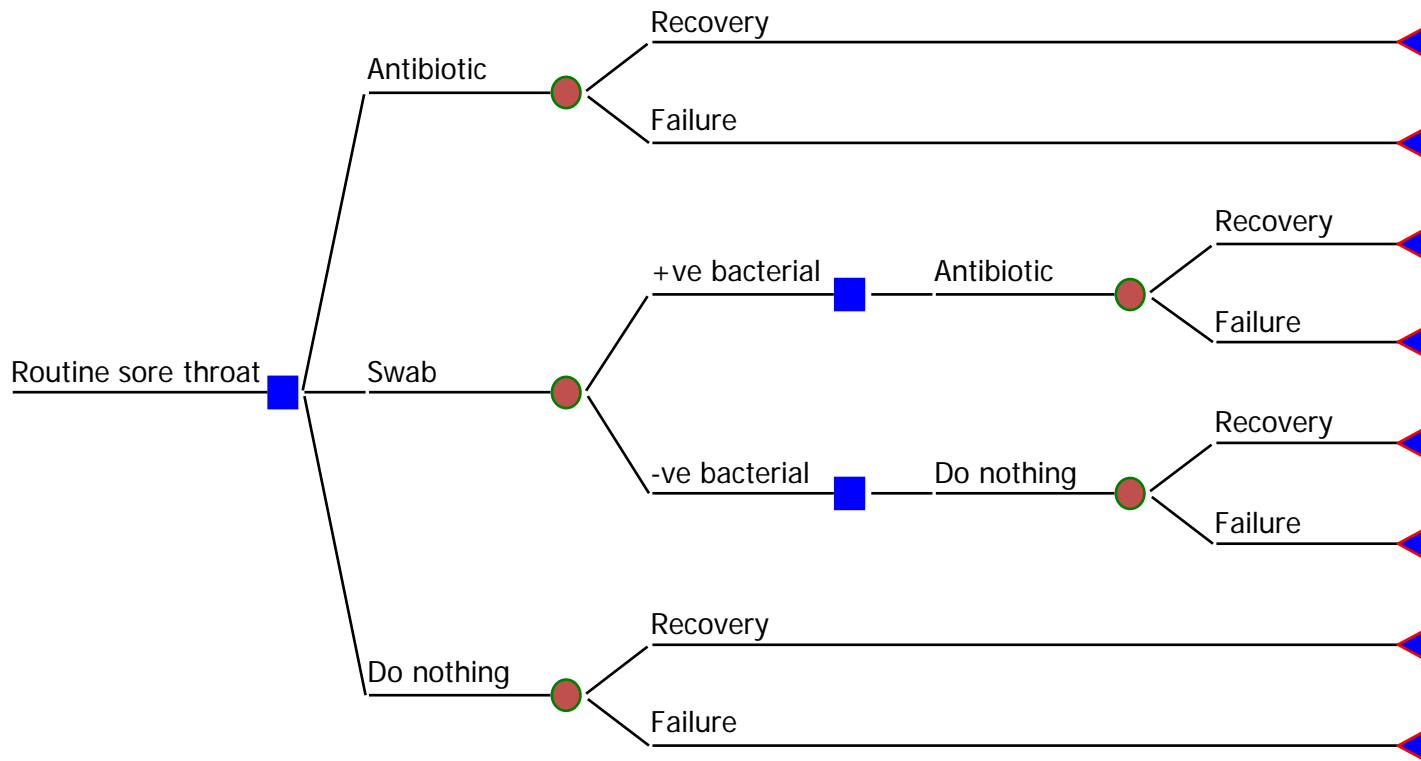 Recovery
Antibiotic
Failure
Recovery
+ve bacterial
Antibiotic
Failure
Routine sore throat
Swab
Recovery
-ve bacterial
Do nothing
Failure
Recovery
Do nothing
Failure